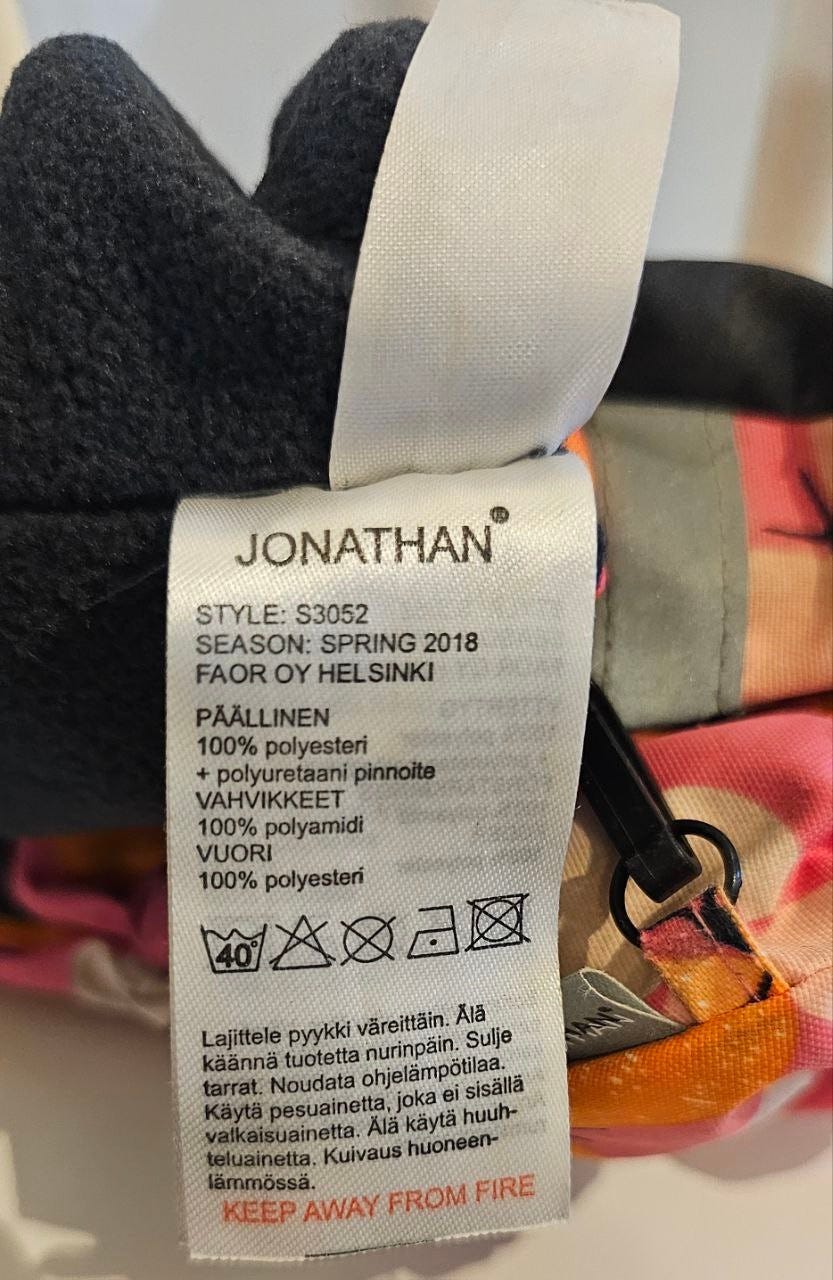 JONATHAN®
STYLE: S3052
SEASON: SPRING 2018
FAOR OY HELSINKI
PÄÄLLINEN
100% polyesteri
+ polyuretaani pinnoite
VAHVIKKEET
100% polyamidi
VUORI
100% polyesteri
40°
Lajittele pyykki väreittäin. Älä
käännä tuotetta nurinpäin. Sulje
tarrat. Noudata ohjelämpötilaa.
Käytä pesuainetta, joka ei sisällä
valkaisuainetta. Älä käytä huuh-
teluainetta. Kuivaus huoneen-
lämmössä.
KEEP AWAY FROM FIRE